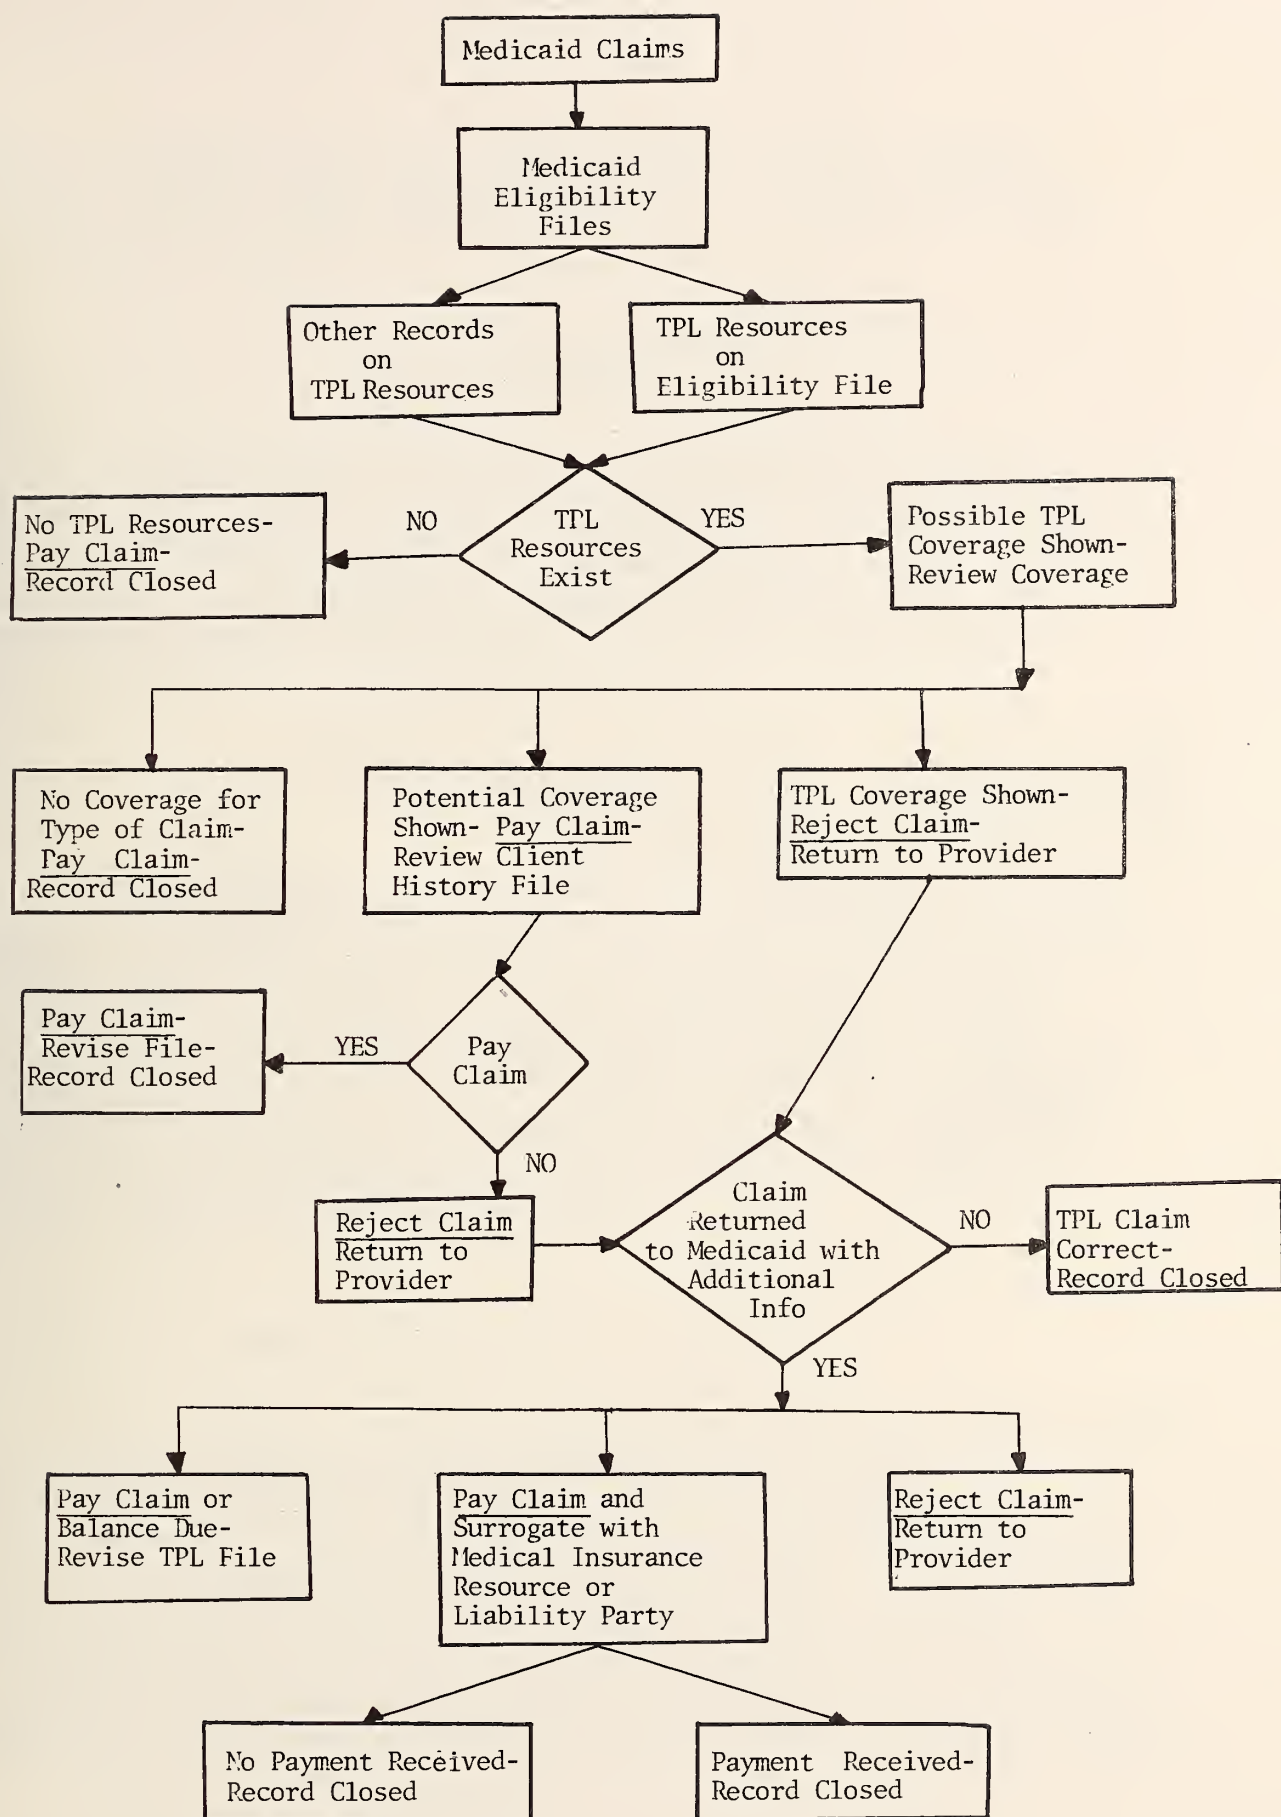 Medicaid Claims
Medicaid
Eligibility
Files
Other Records
on
TPL Resources
TPL Resources
on
Eligibility File
No TPL Resources-
Pay Claim-
Record Closed
NO
TPL
Resources
Exist
YES
Possible TPL
Coverage Shown-
Review Coverage
No Coverage for
Type of Claim-
Pay Claim-
Record Closed
Potential Coverage
Shown- Pay Claim-
Review Client
History File
TPL Coverage Shown-
Reject Claim-
Return to Provider
Pay Claim-
Revise File-
Record Closed
YES
Pay
Claim
NO
Reject Claim
Return to
Provider
Claim
Returned
to Medicaid with
Additional
Info
NO
TPL Claim
Correct-
Record Closed
YES
Pay Claim or
Balance Due-
Revise TPL File
Pay Claim and
Surrogate with
Medical Insurance
Resource or
Liability Party
Reject Claim-
Return to
Provider
No Payment Received-
Record Closed
Payment Received-
Record Closed